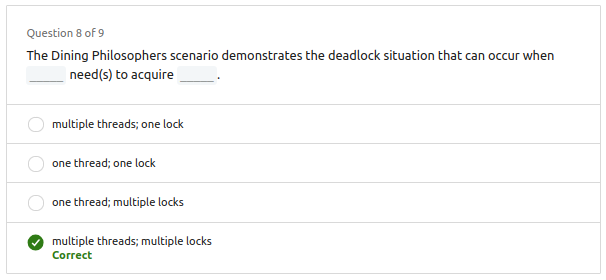 Question 8 of 9
The Dining Philosophers scenario demonstrates the deadlock situation that can occur when
_____ need(s) to acquire _____.
multiple threads; one lock
one thread; one lock
one thread; multiple locks
multiple threads; multiple locks
Correct